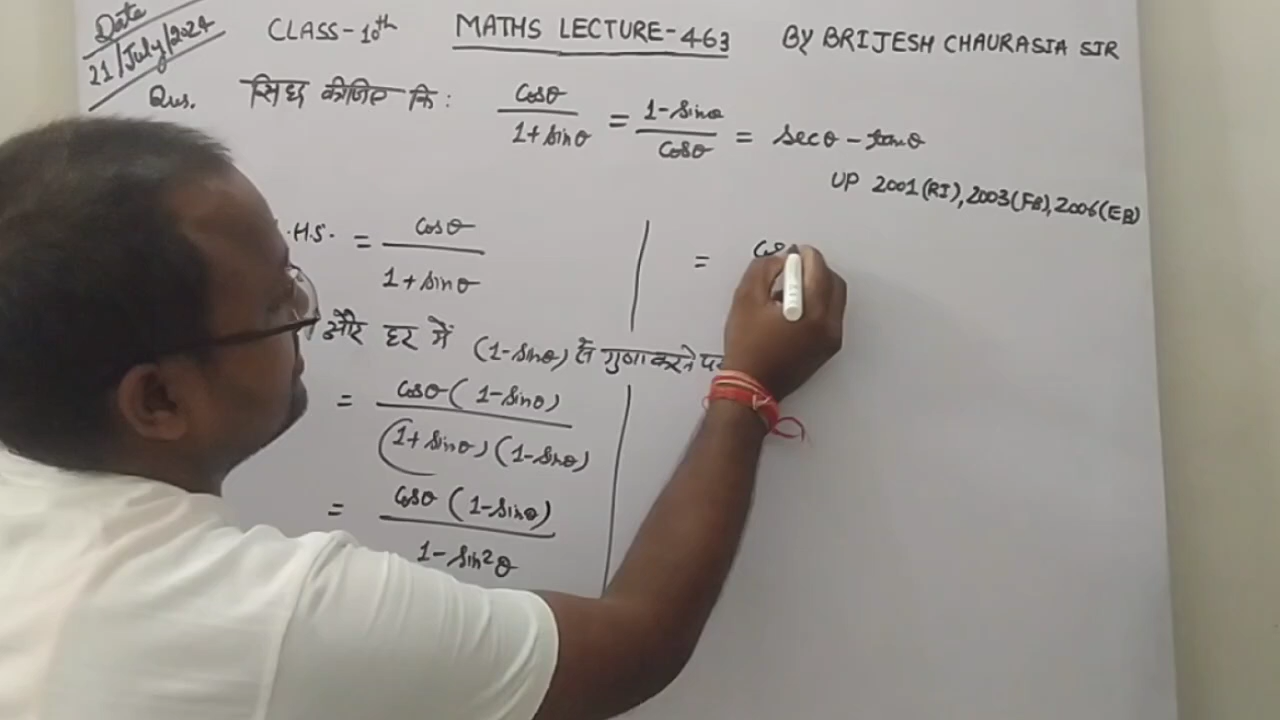 Date
21/July/2024
CLASS-10th MATHS LECTURE-463 BY BRIJESH CHAURASIA SIR
Qus. सिद्ध कीजिए कि : cosθ/(1+sinθ) = (1-sinθ)/cosθ = secθ - tanθ
UP 2001(RI), 2003(FB), 2006(EB)
.H.S. = cosθ/(1+sinθ)
और हर में (1-sinθ) से गुणा करने पर
= cosθ(1-sinθ)/(1+sinθ)(1-sinθ)
= cosθ(1-sinθ)/1-sin²θ
= cos